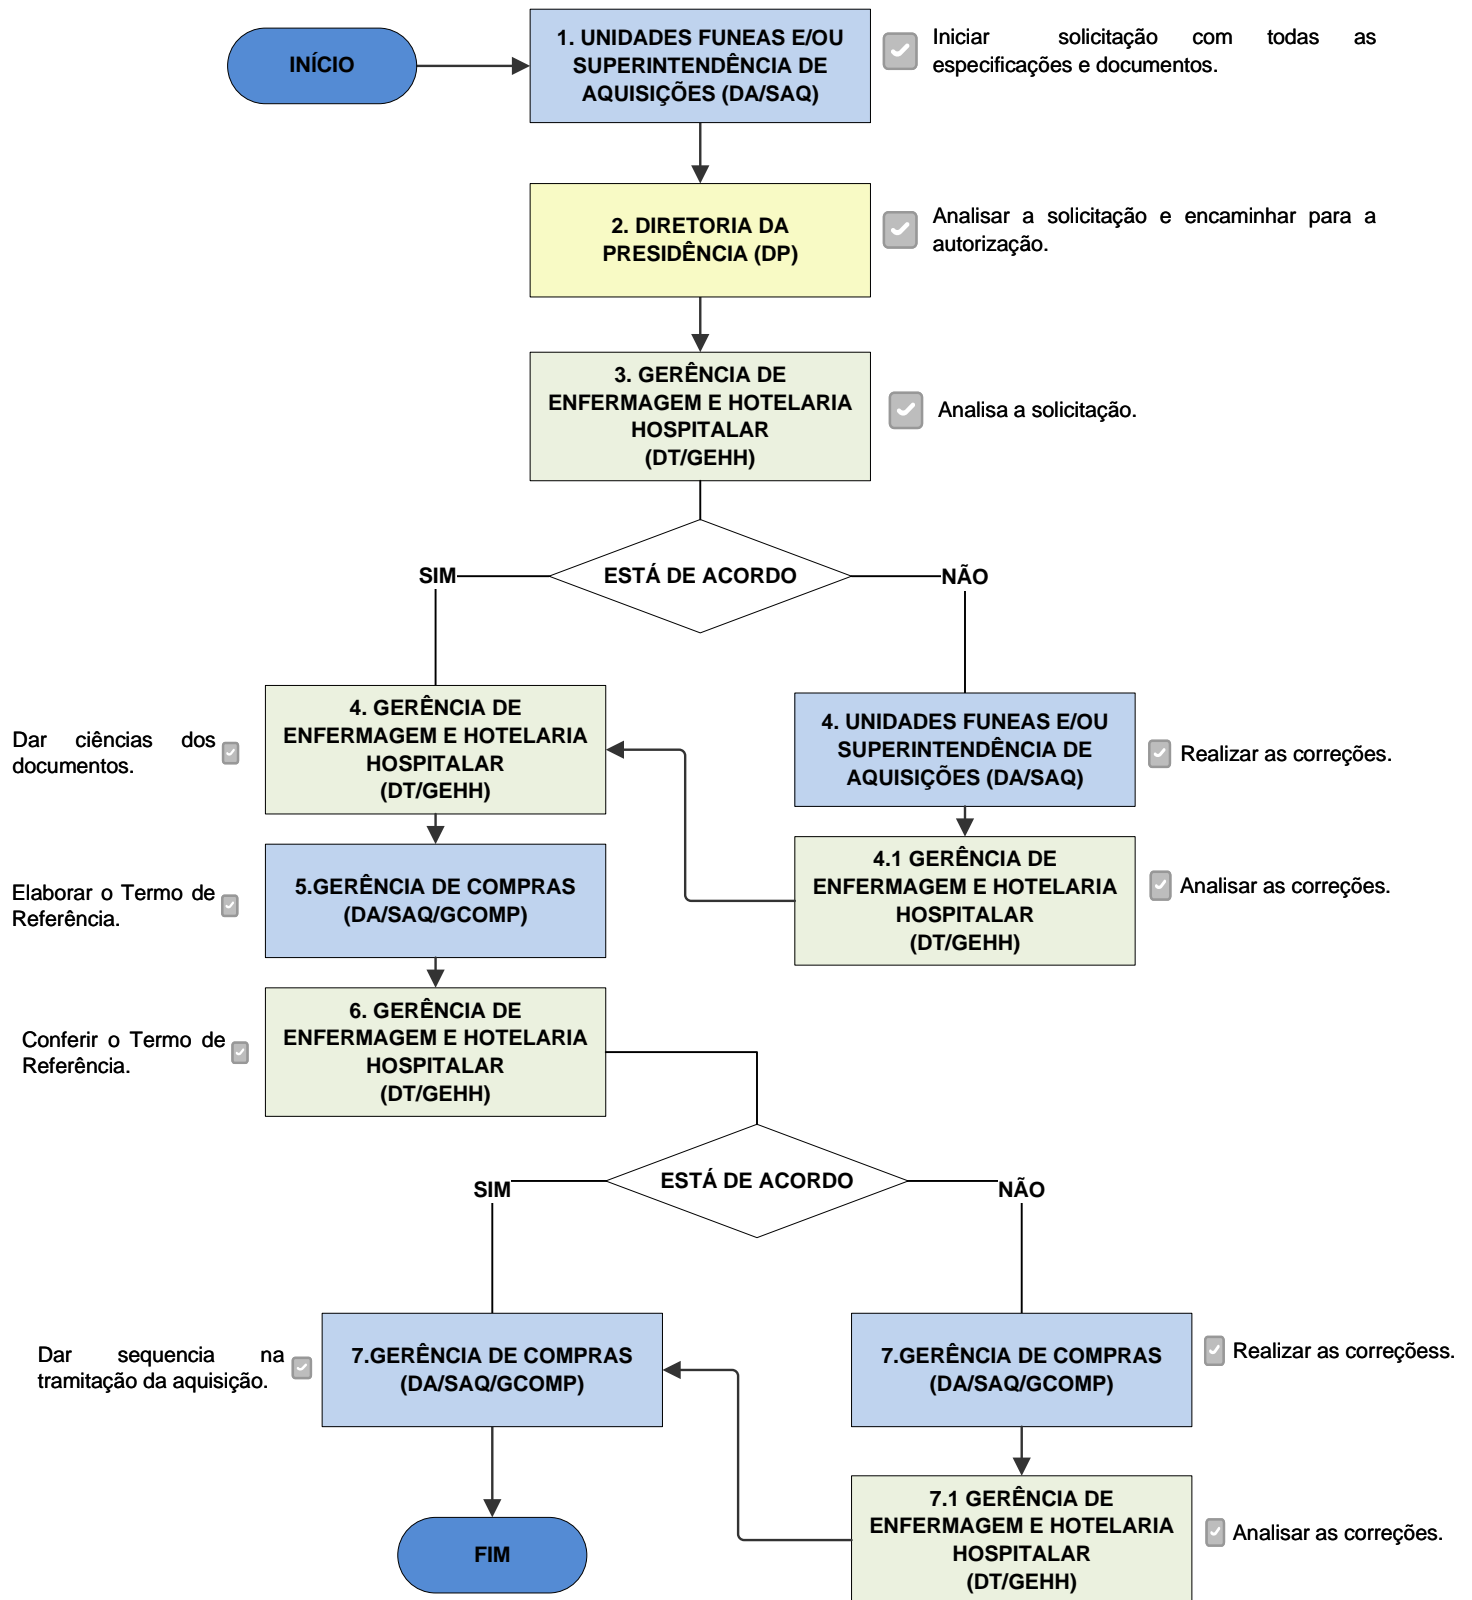 INÍCIO
1. UNIDADES FUNEAS E/OU
SUPERINTENDÊNCIA DE
AQUISIÇÕES (DA/SAQ)
Iniciar solicitação com todas as
especificações e documentos.
2. DIRETORIA DA
PRESIDÊNCIA (DP)
Analisar a solicitação e encaminhar para a
autorização.
3. GERÊNCIA DE
ENFERMAGEM E HOTELARIA
HOSPITALAR
(DT/GEHH)
Analisa a solicitação.
ESTÁ DE ACORDO
SIM
NÃO
Dar ciências dos
documentos.
4. GERÊNCIA DE
ENFERMAGEM E HOTELARIA
HOSPITALAR
(DT/GEHH)
4. UNIDADES FUNEAS E/OU
SUPERINTENDÊNCIA DE
AQUISIÇÕES (DA/SAQ)
Realizar as correções.
Elaborar o Termo de
Referência.
5.GERÊNCIA DE COMPRAS
(DA/SAQ/GCOMP)
4.1 GERÊNCIA DE
ENFERMAGEM E HOTELARIA
HOSPITALAR
(DT/GEHH)
Analisar as correções.
Conferir o Termo de
Referência.
6. GERÊNCIA DE
ENFERMAGEM E HOTELARIA
HOSPITALAR
(DT/GEHH)
ESTÁ DE ACORDO
SIM
NÃO
Dar sequencia na
tramitação da aquisição.
7.GERÊNCIA DE COMPRAS
(DA/SAQ/GCOMP)
7.GERÊNCIA DE COMPRAS
(DA/SAQ/GCOMP)
Realizar as correçõess.
7.1 GERÊNCIA DE
ENFERMAGEM E HOTELARIA
HOSPITALAR
(DT/GEHH)
Analisar as correções.
FIM